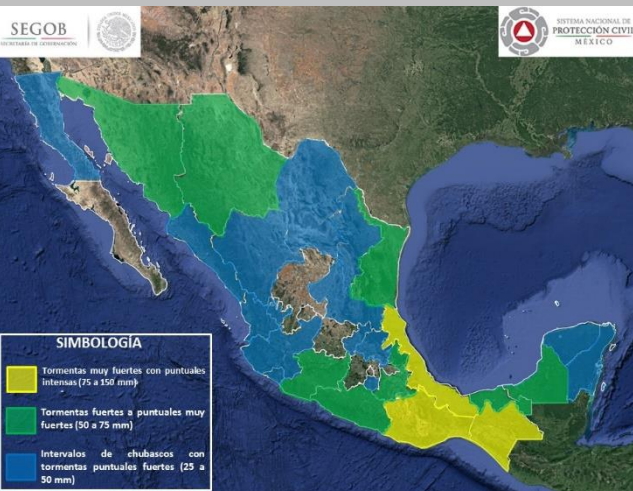 SEGOB
SECRETARÍA DE GOBERNACIÓN
SISTEMA NACIONAL DE
PROTECCIÓN CIVIL
MÉXICO
SIMBOLOGÍA
Tormentas muy fuertes con puntuales
intensas (75 a 150 mm)
Tormentas fuertes a puntuales muy
fuertes (50 a 75 mm)
Intervalos de chubascos con
tormentas puntuales fuertes (25 a
50 mm)